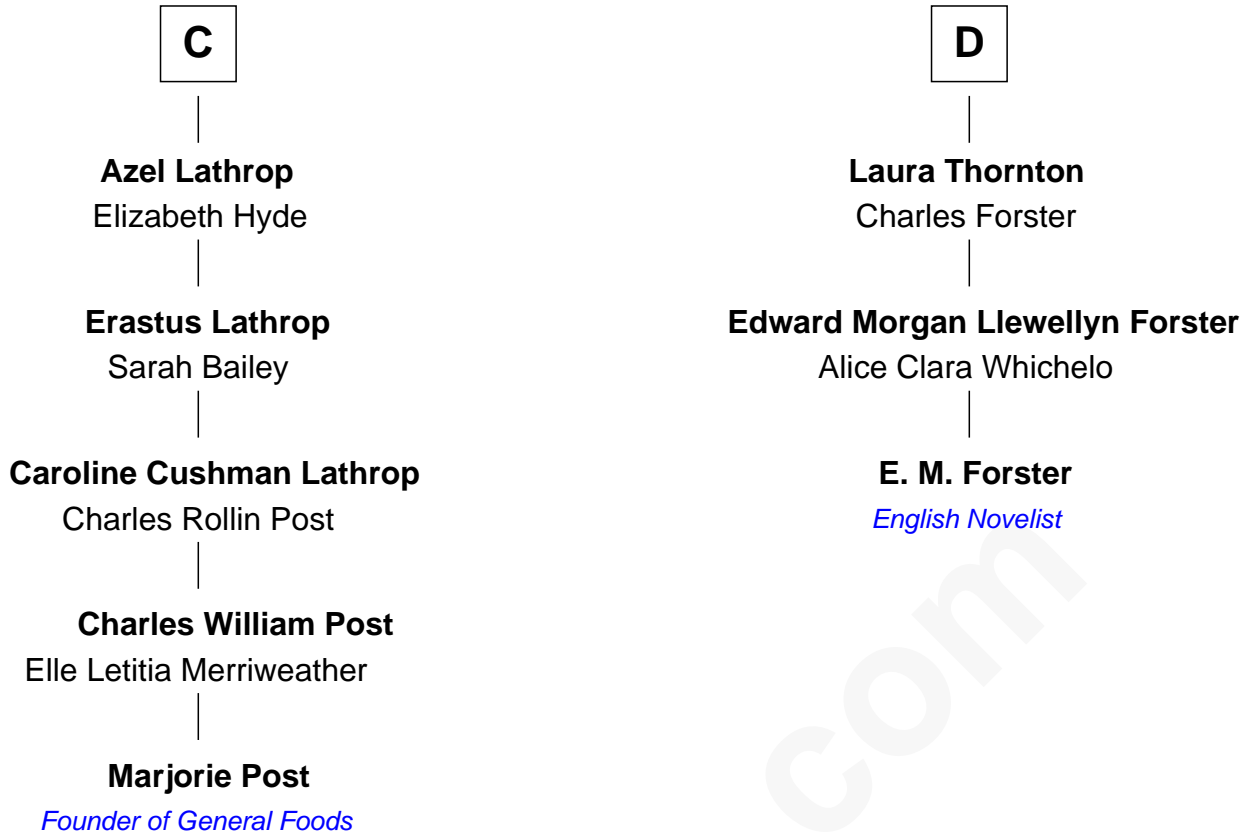 C
Azel Lathrop
Elizabeth Hyde
Erastus Lathrop
Sarah Bailey
Caroline Cushman Lathrop
Charles Rollin Post
Charles William Post
Elle Letitia Merriweather
Marjorie Post
Founder of General Foods
D
Laura Thornton
Charles Forster
Edward Morgan Llewellyn Forster
Alice Clara Whichelo
E. M. Forster
English Novelist
com